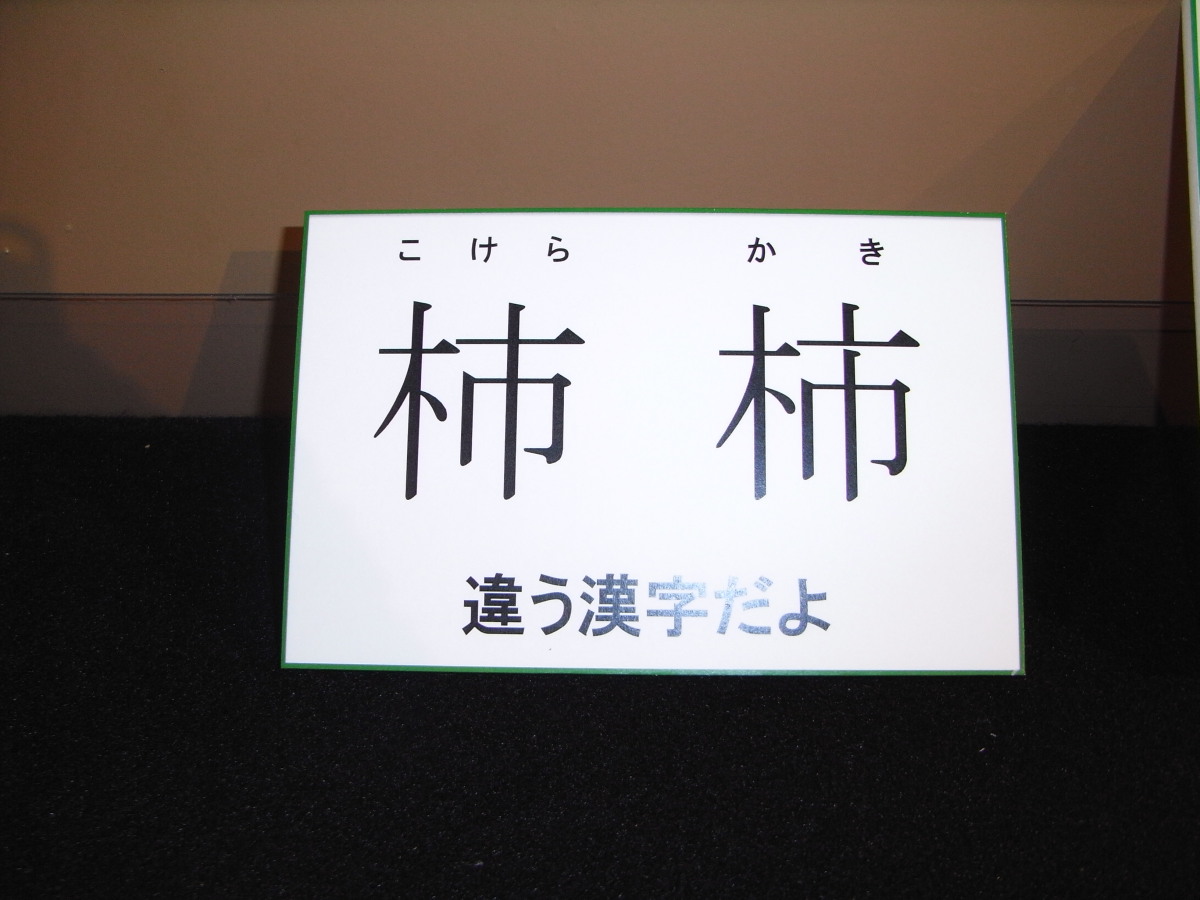 こけら かき
杮 柿
違う漢字だよ